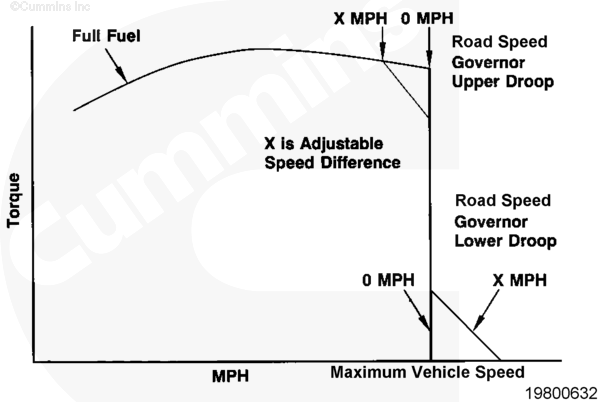 ©Cummins Inc
X MPH
0 MPH
Full Fuel
Road Speed
Governor
Upper Droop
X is Adjustable
Speed Difference
Cummins
Torque
Road Speed
Governor
Lower Droop
0 MPH
X MPH
MPH
Maximum Vehicle Speed
19800632